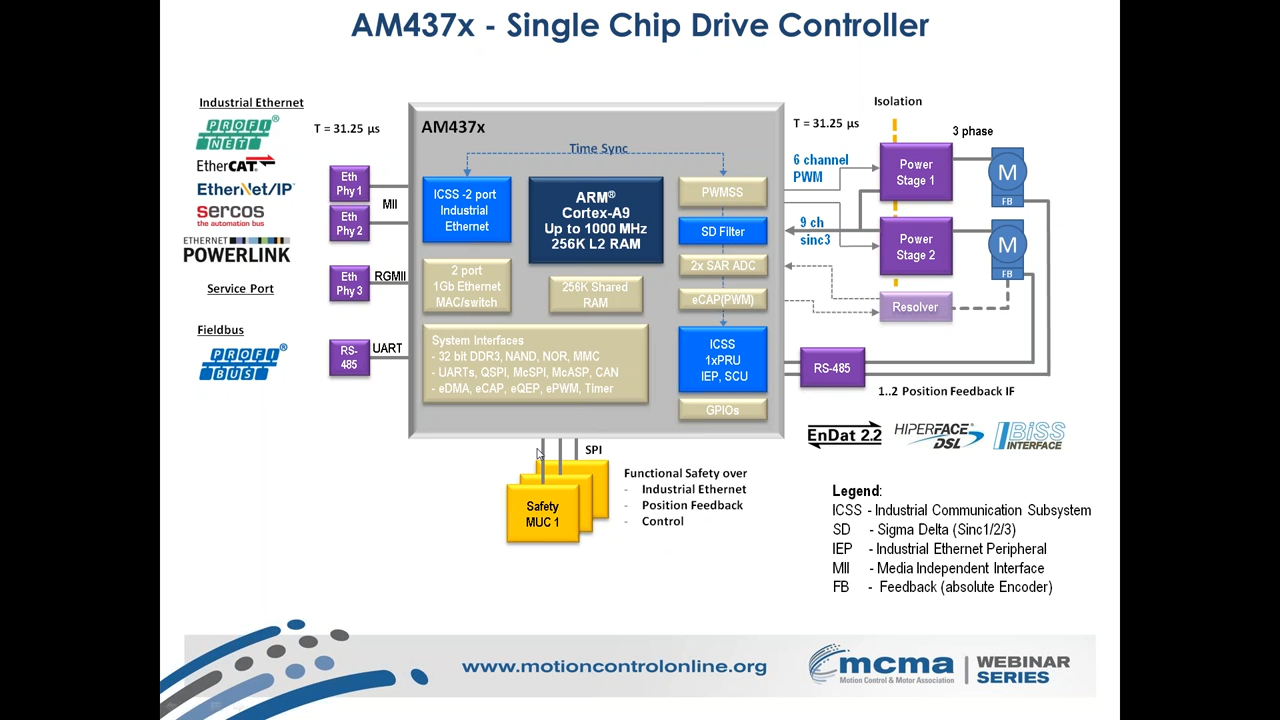 AM437x - Single Chip Drive Controller
Industrial Ethernet
PROFI
NET
EtherCAT
EtherNet/IP
sercos
the automation bus
ETHERNET
POWERLINK
Service Port
Fieldbus
PROFI
BUS
T = 31.25 µs
Eth
Phy 1
Eth
Phy 2
MII
Eth
Phy 3
RGMII
RS-
485
UART
AM437x
Time Sync
ICSS -2 port
Industrial
Ethernet
ARM®
Cortex-A9
Up to 1000 MHz
256K L2 RAM
2 port
1Gb Ethernet
MAC/switch
256K Shared
RAM
System Interfaces
- 32 bit DDR3, NAND, NOR, MMC
- UARTs, QSPI, McSPI, McASP, CAN
- eDMA, eCAP, eQEP, ePWM, Timer
PWMSS
SD Filter
2x SAR ADC
eCAP(PWM)
ICSS
1xPRU
IEP, SCU
GPIOs
T = 31.25 µs
6 channel
PWM
9 ch
sinc3
Isolation
3 phase
Power
Stage 1
M
FB
Power
Stage 2
M
FB
Resolver
RS-485
1..2 Position Feedback IF
EnDat 2.2
HIPERFACE
DSL
BiSS
INTERFACE
SPI
Safety
MUC 1
Functional Safety over
- Industrial Ethernet
- Position Feedback
- Control
Legend:
ICSS - Industrial Communication Subsystem
SD - Sigma Delta (Sinc1/2/3)
IEP - Industrial Ethernet Peripheral
MII - Media Independent Interface
FB - Feedback (absolute Encoder)
www.motioncontrolonline.org
mcma
Motion Control & Motor Association
WEBINAR
SERIES